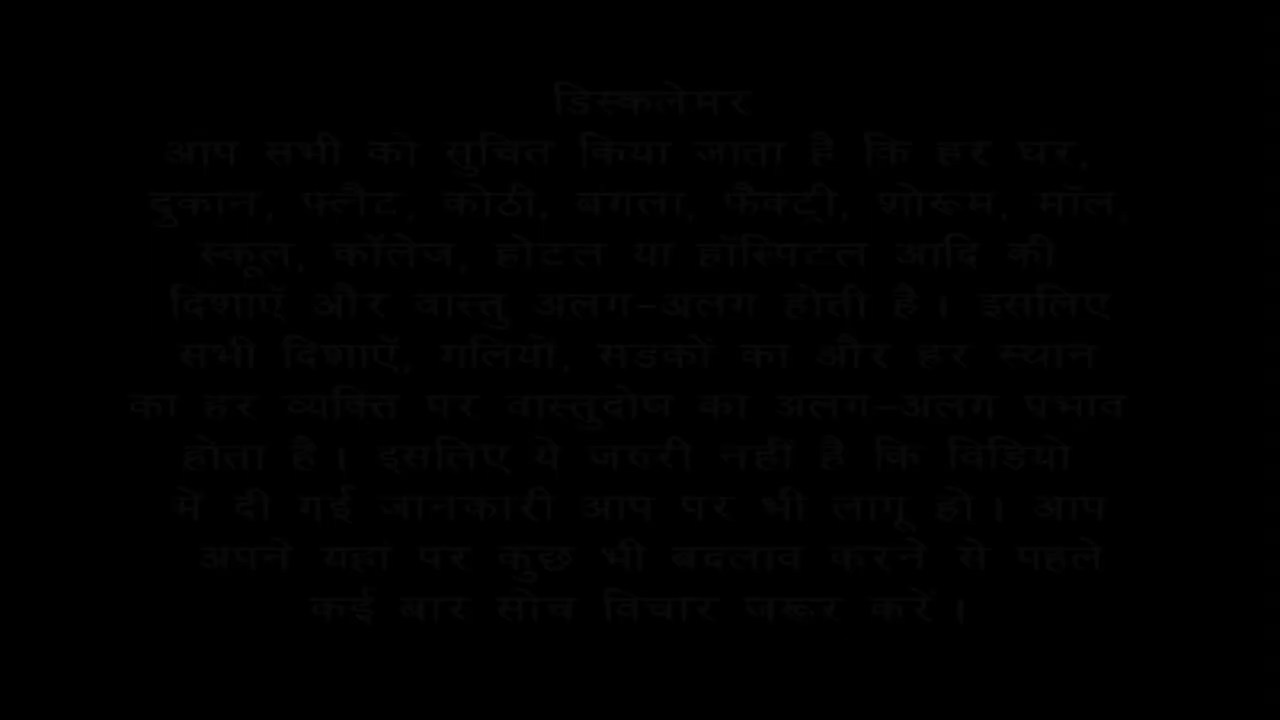 डिस्कलेमर
आप सभी को सुचित किया जाता है कि हर घर,
दुकान, फ्लैट, कोठी, बंगला, फैक्ट्री, शोरूम, मॉल,
स्कूल, कॉलेज, होटल या हॉस्पिटल आदि की
दिशाएँ और वास्तु अलग-अलग होती है। इसलिए
सभी दिशाएँ, गलियों, सडकों का और हर स्थान
का हर व्यक्ति पर वास्तुदोष का अलग-अलग प्रभाव
होता है। इसलिए ये जरुरी नहीं है कि विडियो
में दी गई जानकारी आप पर भी लागू हो। आप
अपने यहां पर कुछ भी बदलाव करने से पहले
कई बार सोच विचार जरूर करें।